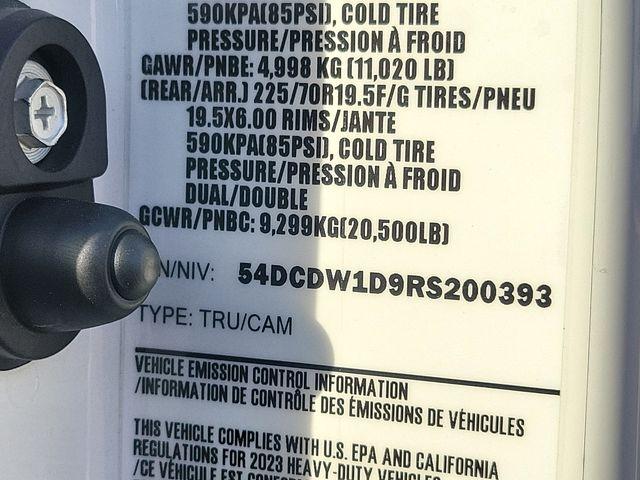 590KPA(85PSI), COLD TIRE
PRESSURE/PRESSION À FROID
GAWR/PNBE: 4,998 KG (11,020 LB)
(REAR/ARR.) 225/70R19.5F/G TIRES/PNEU
19.5X6.00 RIMS/JANTE
590KPA(85PSI), COLD TIRE
PRESSURE/PRESSION À FROID
DUAL/DOUBLE
GCWR/PNBC: 9,299KG(20,500LB)
N/NIV: 54DCDW1D9RS200393
TYPE: TRU/CAM
VEHICLE EMISSION CONTROL INFORMATION
/INFORMATION DE CONTRÔLE DES ÉMISSIONS DE VÉHICULES
THIS VEHICLE COMPLIES WITH U.S. EPA AND CALIFORNIA
REGULATIONS FOR 2023 HEAVY-DUTY VEHICLES
/CE VÉHICULE EST